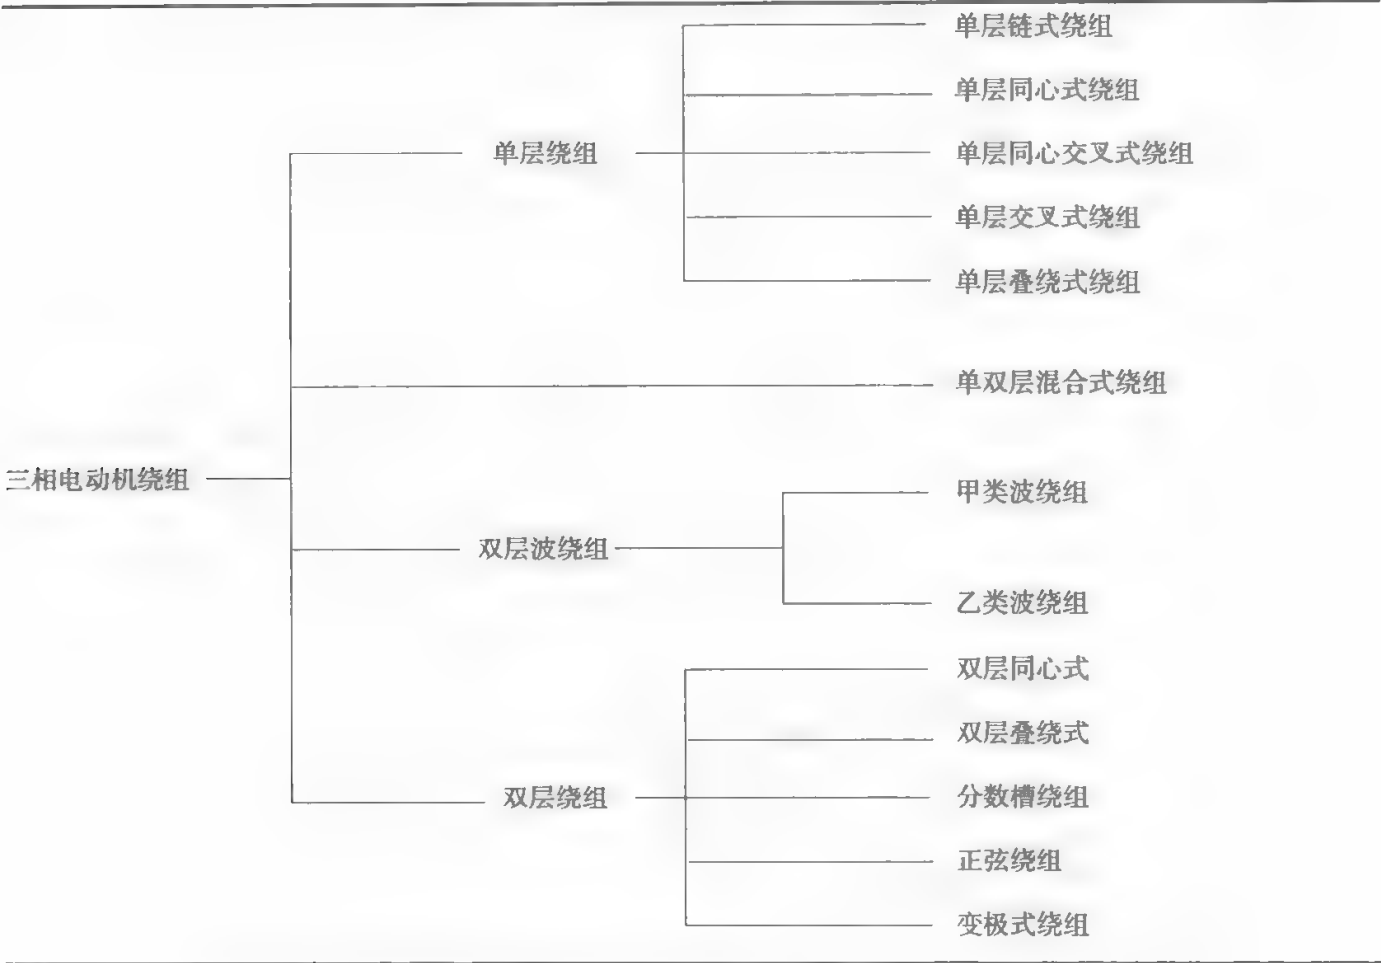 单层链式绕组
单层同心式绕组
单层绕组
单层同心交叉式绕组
单层交叉式绕组
单层叠绕式绕组
单双层混合式绕组
三相电动机绕组
甲类波绕组
双层波绕组
乙类波绕组
双层同心式
双层叠绕式
双层绕组
分数槽绕组
正弦绕组
变极式绕组